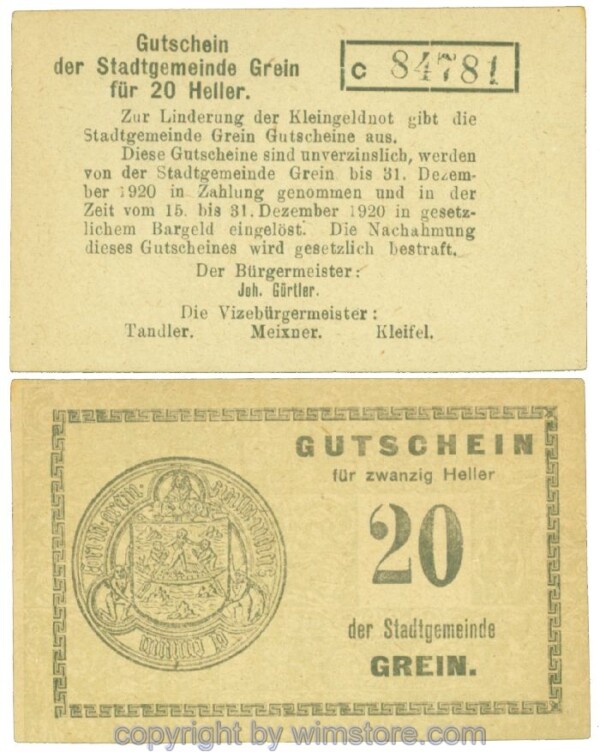 Gutschein
der Stadtgemeinde Grein
für 20 Heller.
C 84781
Zur Linderung der Kleingeldnot gibt die
Stadtgemeinde Grein Gutscheine aus.
Diese Gutscheine sind unverzinslich, werden
von der Stadtgemeinde Grein bis 31. Dezem-
ber 1920 in Zahlung genommen und in der
Zeit vom 15. bis 31. Dezember 1920 in gesetz-
lichem Bargeld eingelöst. Die Nachahmung
dieses Gutscheines wird gesetzlich bestraft.
Der Bürgermeister:
Joh. Gürtler.
Die Vizebürgermeister:
Tandler. Meixner. Kleifel.
GUTSCHEIN
für zwanzig Heller
20
der Stadtgemeinde
GREIN.
copyright by wimstore.com